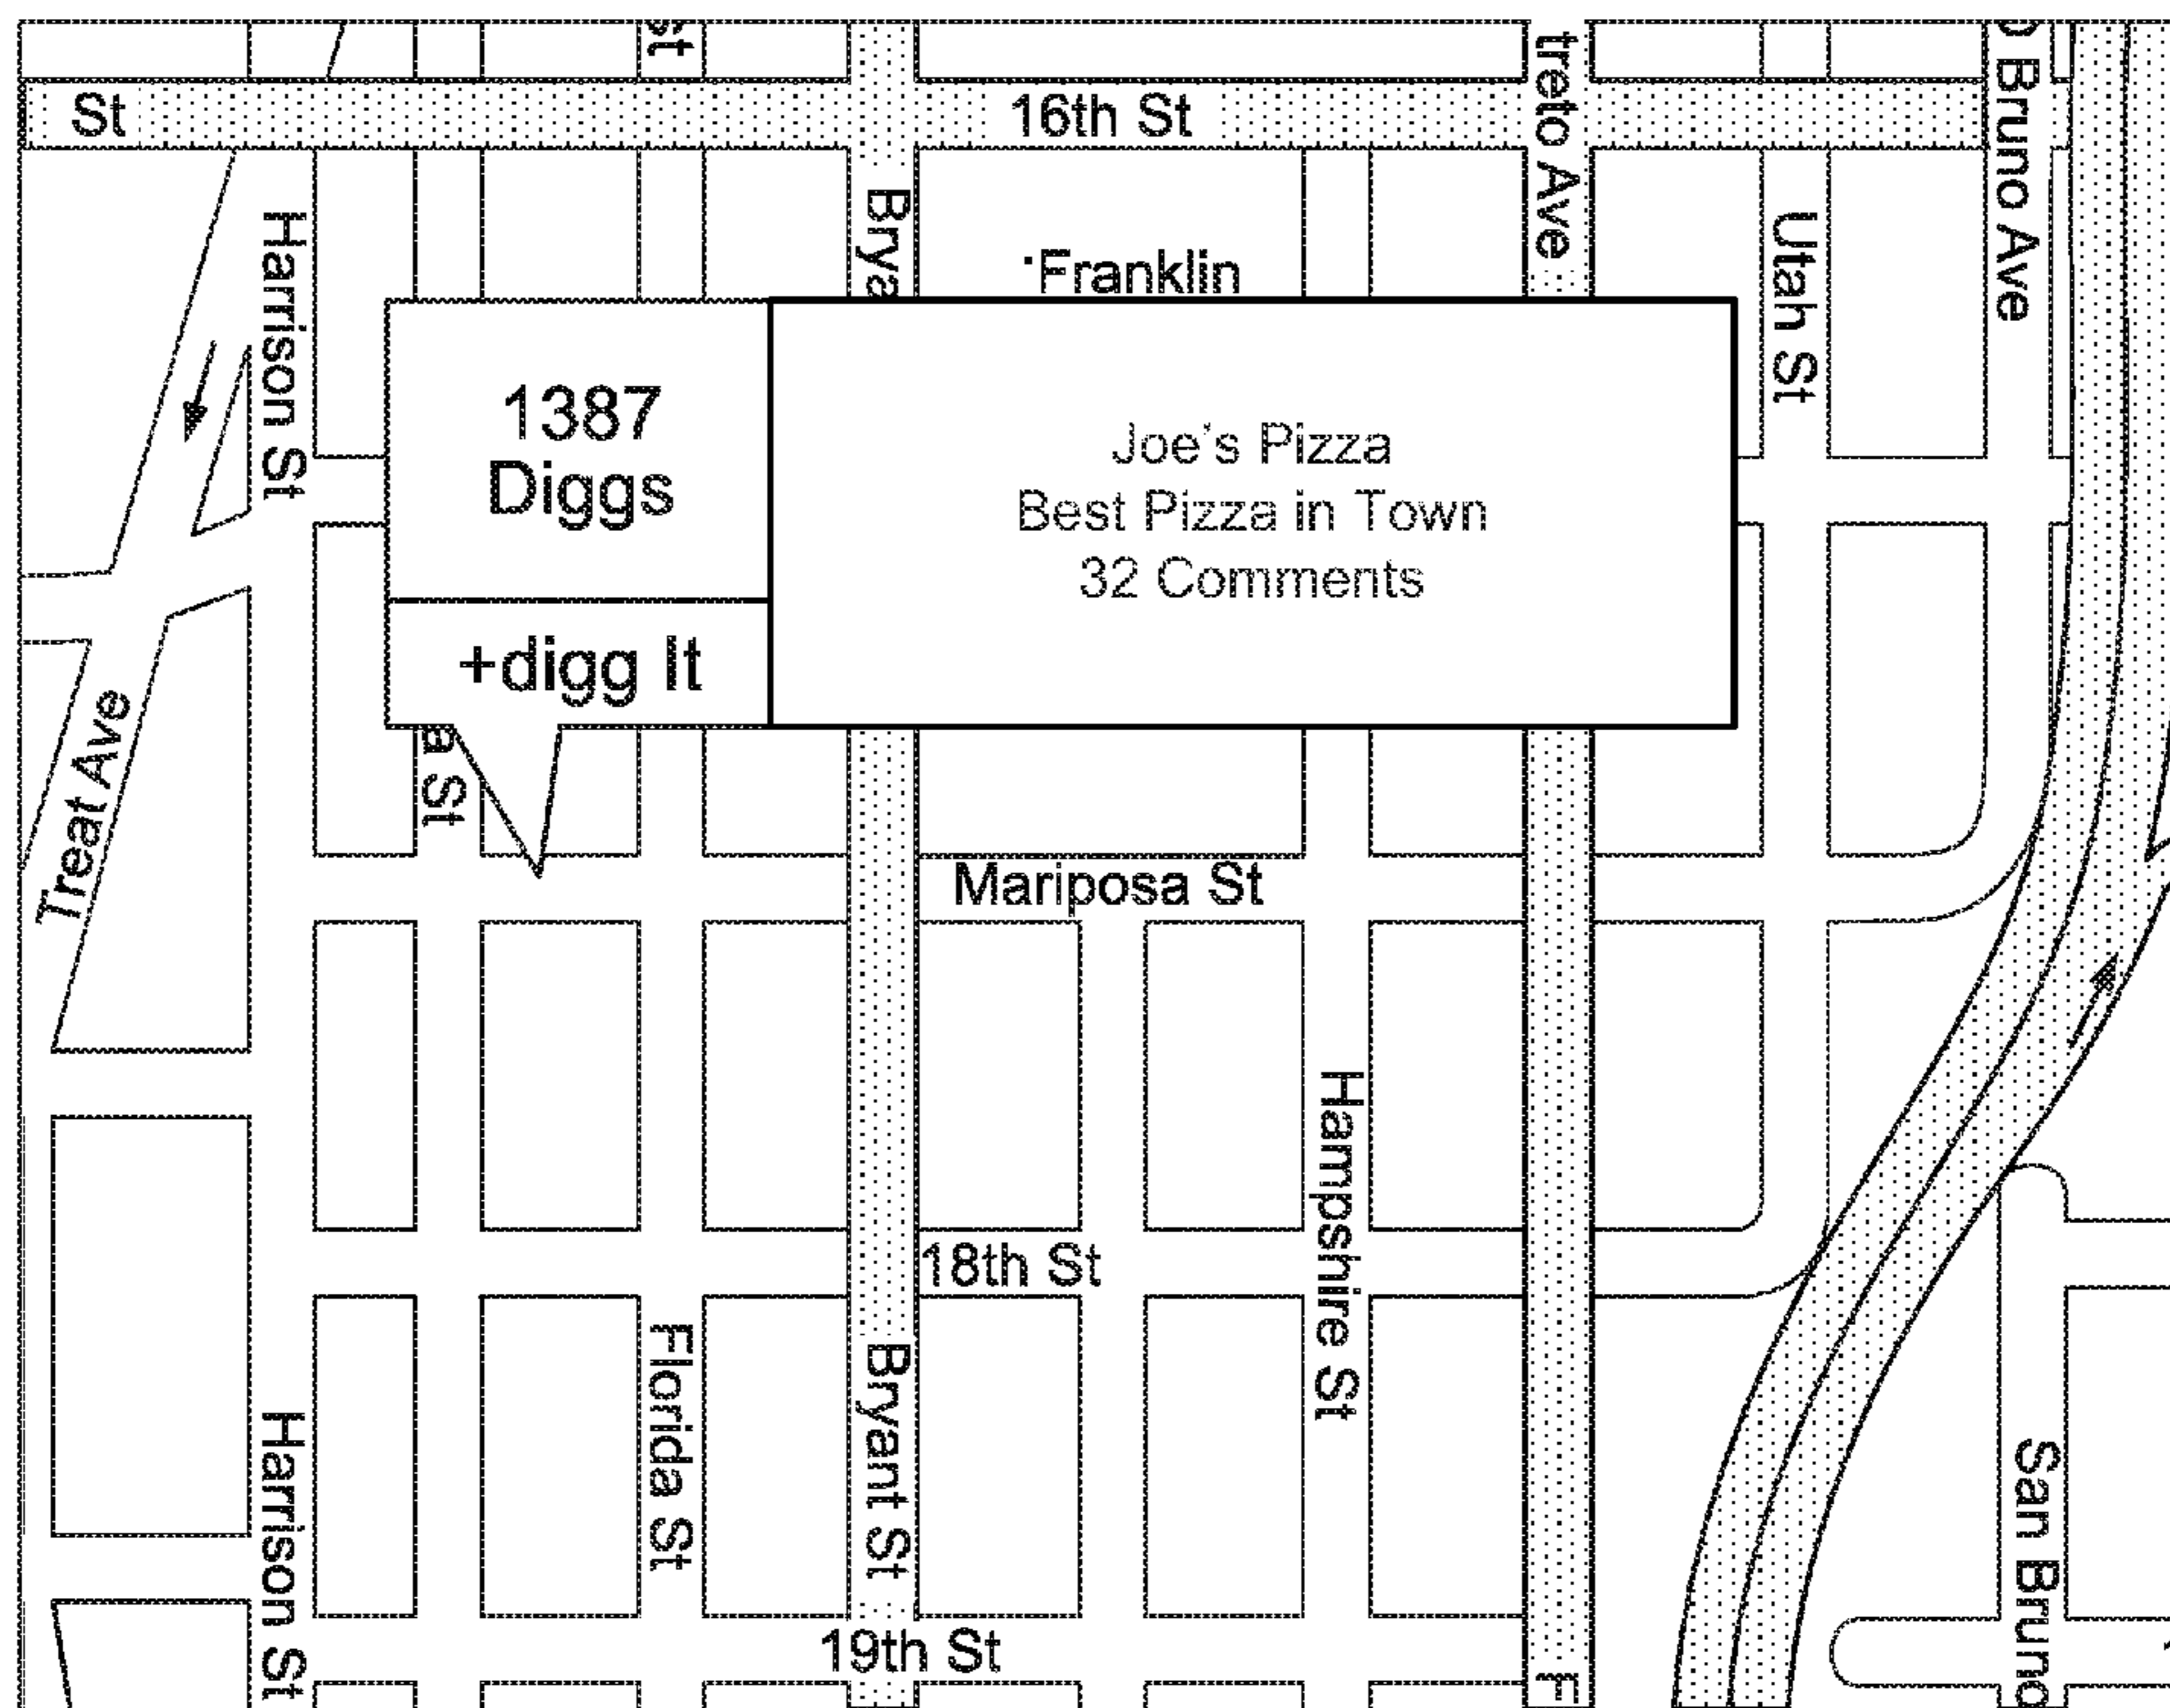 st
St
16th St
treto Ave
Bruno Ave
Harrison St
Brya
Franklin
Utah St
1387
Diggs
Joe's Pizza
Best Pizza in Town
32 Comments
+digg It
a St
Treat Ave
Mariposa St
Hampshire St
18th St
Florida St
Bryant St
Harrison St
San Bruno
19th St